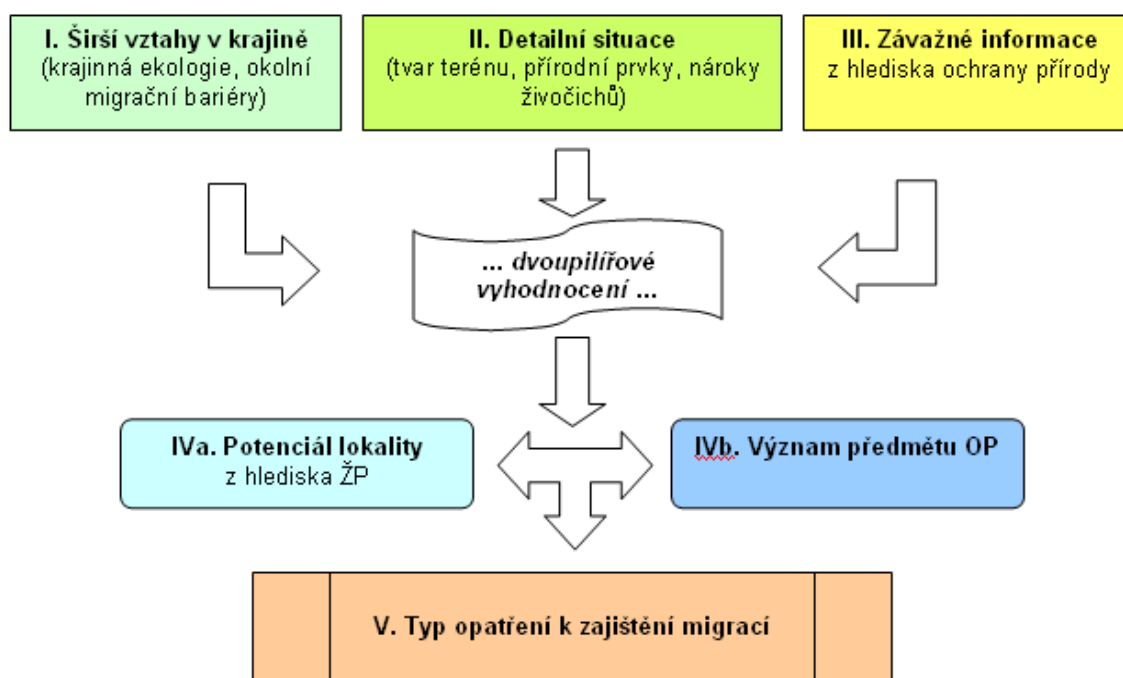 I. Širší vztahy v krajině
(krajinná ekologie, okolní
migrační bariéry)
II. Detailní situace
(tvar terénu, přírodní prvky, nároky
živočichů)
III. Závažné informace
z hlediska ochrany přírody
... dvoupilířové
vyhodnocení ...
IVa. Potenciál lokality
z hlediska ŽP
IVb. Význam předmětu OP
V. Typ opatření k zajištění migrací